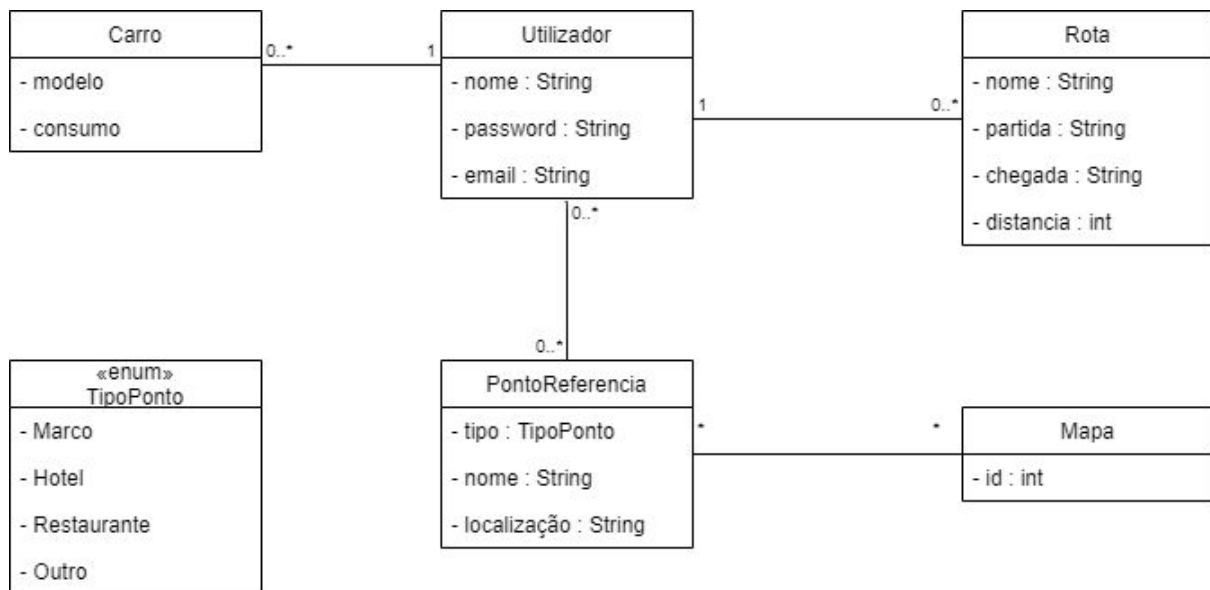 Carro
- modelo
- consumo
0..*
1
Utilizador
- nome : String
- password : String
- email : String
1
0..*
Rota
- nome : String
- partida : String
- chegada : String
- distancia : int
0..*
0..*
«enum»
TipoPonto
- Marco
- Hotel
- Restaurante
- Outro
PontoReferencia
- tipo : TipoPonto
- nome : String
- localização : String
*
*
Mapa
- id : int